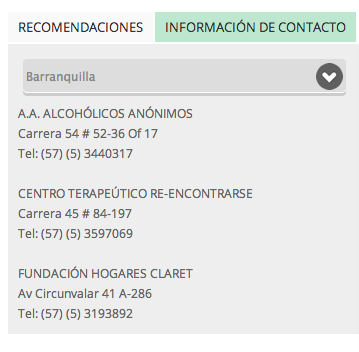 RECOMENDACIONES
INFORMACIÓN DE CONTACTO
Barranquilla
A.A. ALCOHÓLICOS ANÓNIMOS
Carrera 54 # 52-36 Of 17
Tel: (57) (5) 3440317
CENTRO TERAPEÚTICO RE-ENCONTRARSE
Carrera 45 # 84-197
Tel: (57) (5) 3597069
FUNDACIÓN HOGARES CLARET
Av Circunvalar 41 A-286
Tel: (57) (5) 3193892